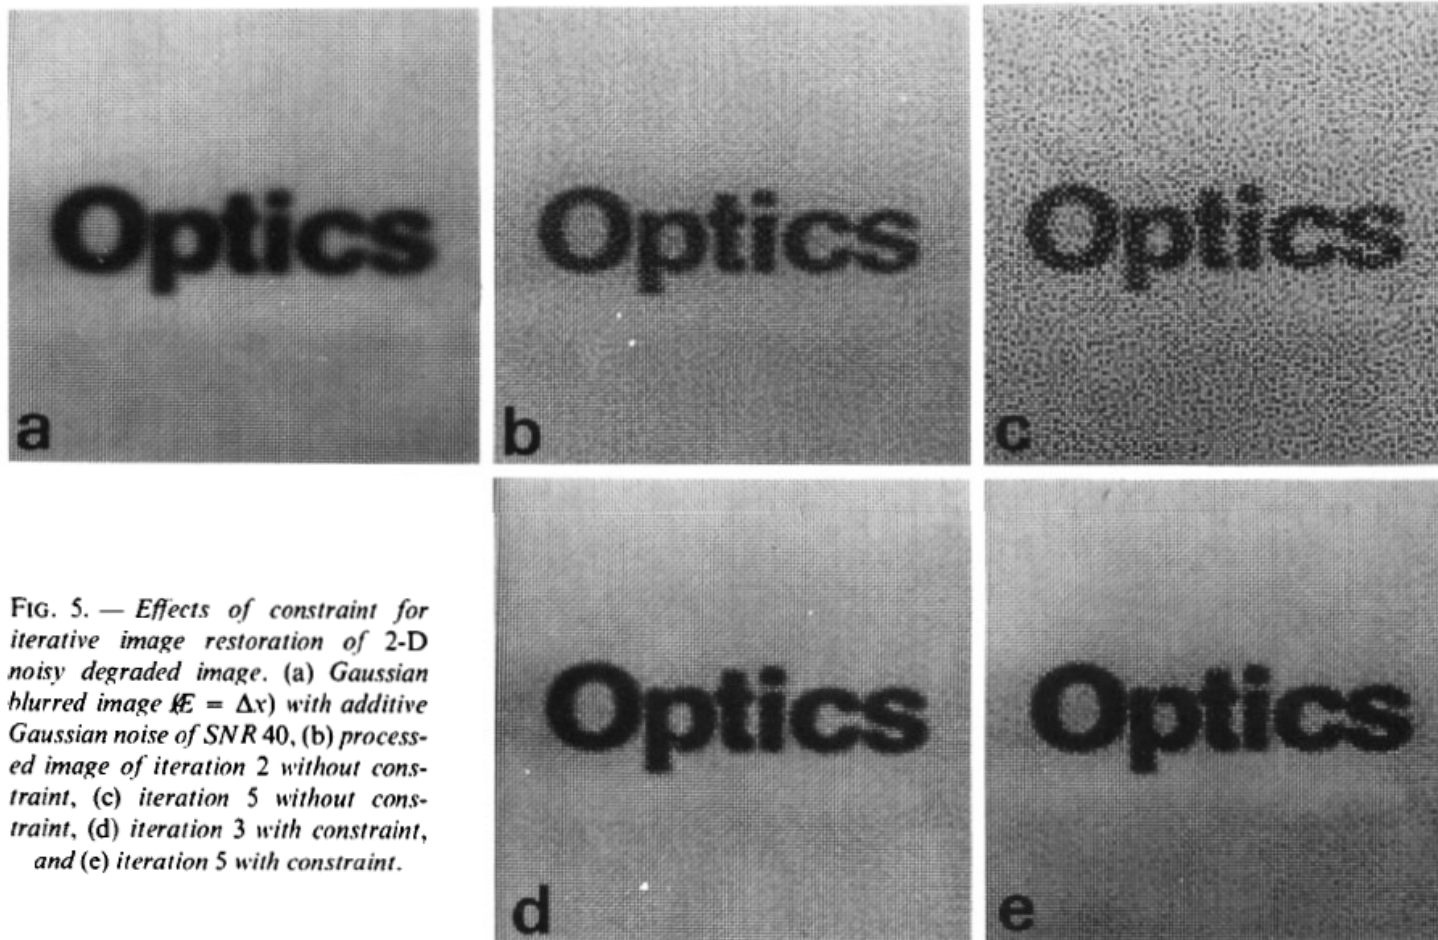 Optics
a
Optics
b
Optics
c
FIG. 5. — Effects of constraint for
iterative image restoration of 2-D
noisy degraded image. (a) Gaussian
blurred image = Δx) with additive
Gaussian noise of SNR 40, (b) process-
ed image of iteration 2 without cons-
traint, (c) iteration 5 without cons-
traint, (d) iteration 3 with constraint,
and (e) iteration 5 with constraint.
Optics
d
Optics
e